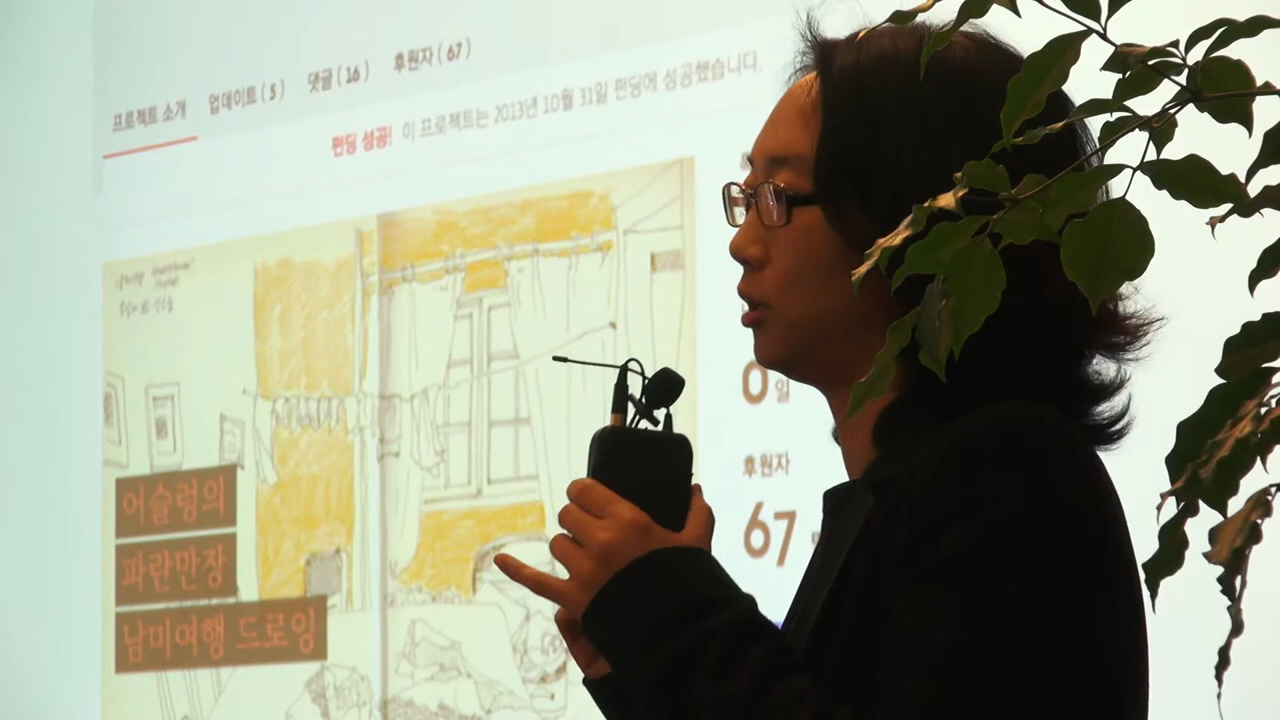 프로젝트 소개 업데이트 ( 5 ) 댓글 ( 16 ) 후원자 ( 67 )
펀딩 성공! 이 프로젝트는 2013년 10월 31일 펀딩에 성공했습니다.
어슬렁의
파란만장
남미여행 드로잉
0 일
후원자
67